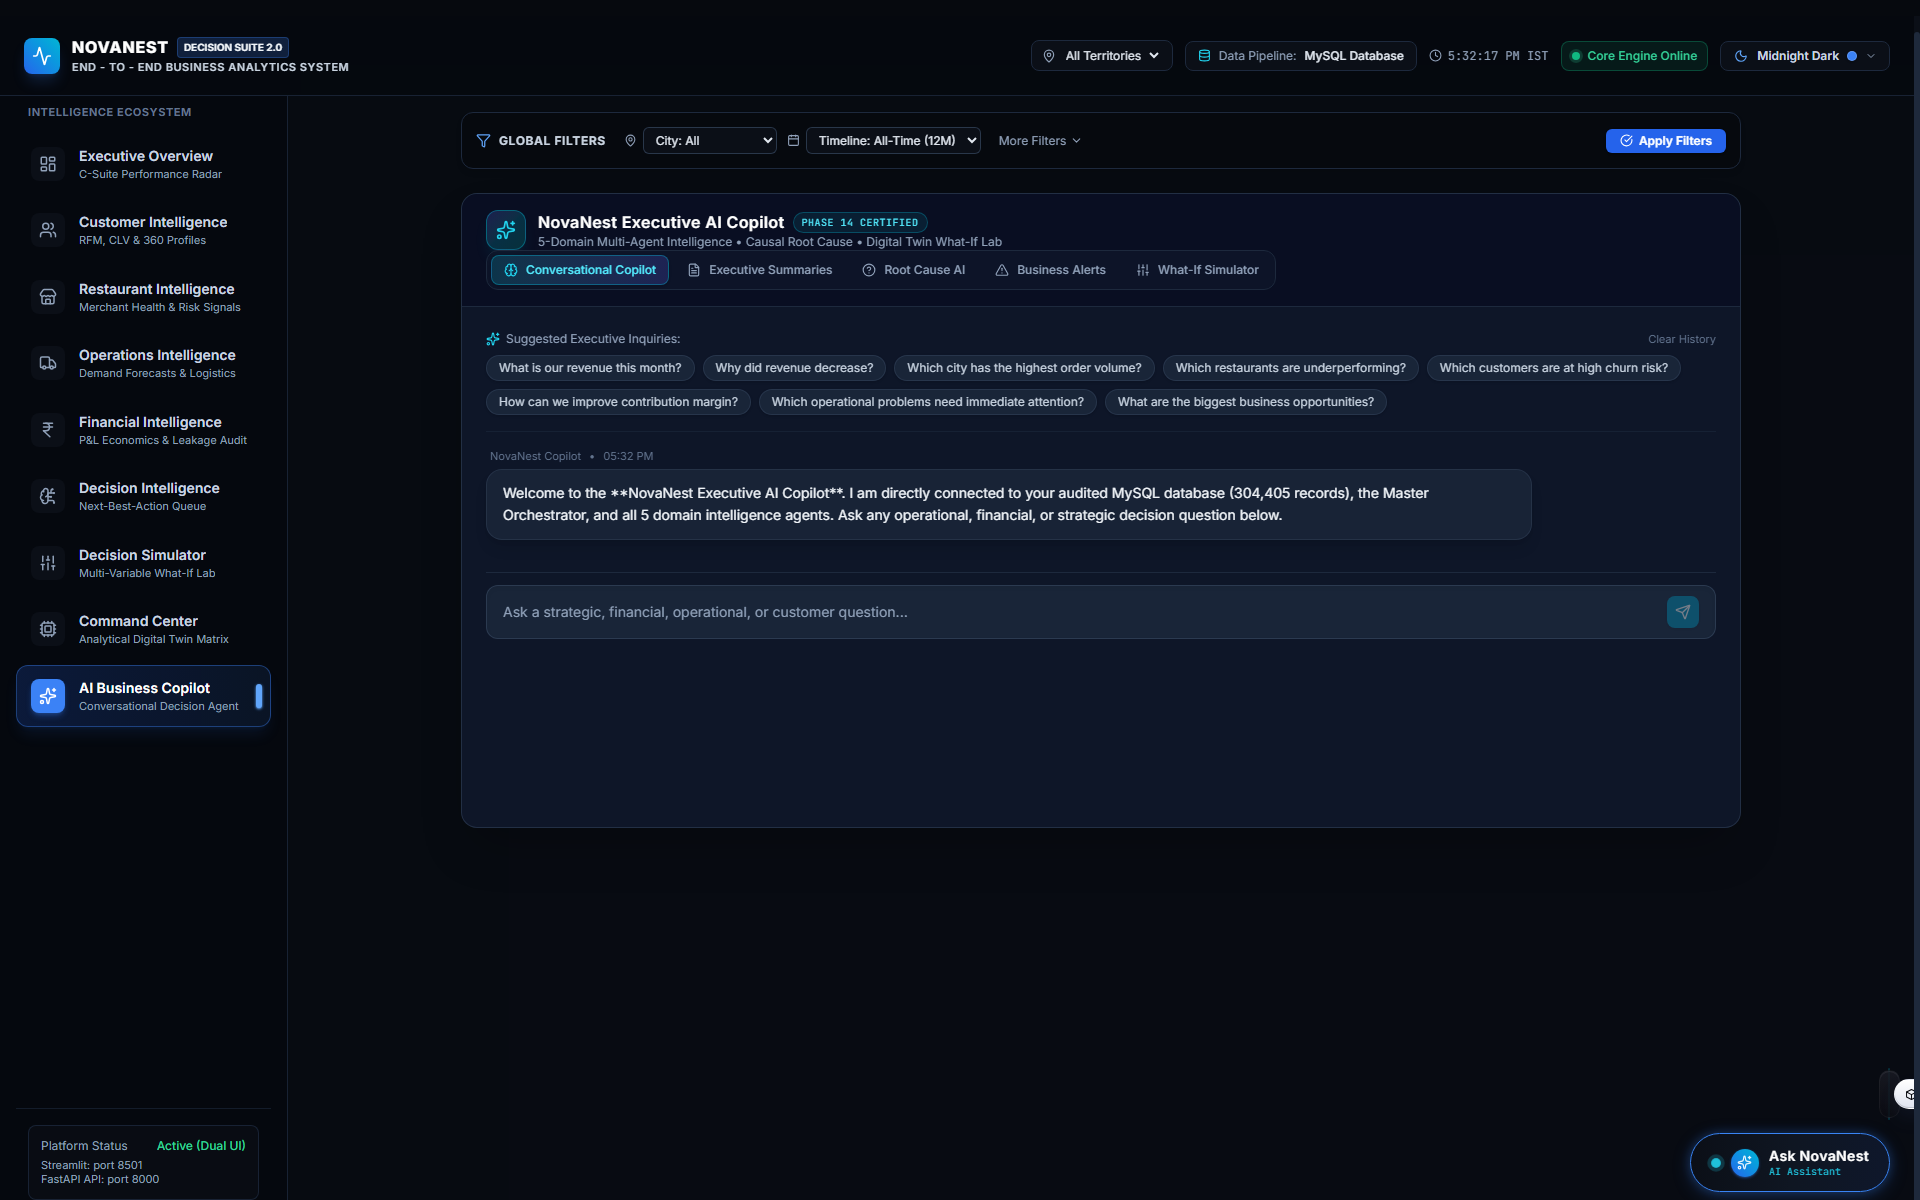 NOVANEST DECISION SUITE 2.0
END - TO - END BUSINESS ANALYTICS SYSTEM
All Territories
Data Pipeline: MySQL Database
5:32:17 PM IST
Core Engine Online
Midnight Dark
INTELLIGENCE ECOSYSTEM
Executive Overview
C-Suite Performance Radar
Customer Intelligence
RFM, CLV & 360 Profiles
Restaurant Intelligence
Merchant Health & Risk Signals
Operations Intelligence
Demand Forecasts & Logistics
Financial Intelligence
P&L Economics & Leakage Audit
Decision Intelligence
Next-Best-Action Queue
Decision Simulator
Multi-Variable What-If Lab
Command Center
Analytical Digital Twin Matrix
AI Business Copilot
Conversational Decision Agent
Platform Status Active (Dual UI)
Streamlit: port 8501
FastAPI API: port 8000
GLOBAL FILTERS
City: All
Timeline: All-Time (12M)
More Filters
Apply Filters
NovaNest Executive AI Copilot PHASE 14 CERTIFIED
5-Domain Multi-Agent Intelligence • Causal Root Cause • Digital Twin What-If Lab
Conversational Copilot
Executive Summaries
Root Cause AI
Business Alerts
What-If Simulator
Suggested Executive Inquiries:
Clear History
What is our revenue this month?
Why did revenue decrease?
Which city has the highest order volume?
Which restaurants are underperforming?
Which customers are at high churn risk?
How can we improve contribution margin?
Which operational problems need immediate attention?
What are the biggest business opportunities?
NovaNest Copilot • 05:32 PM
Welcome to the **NovaNest Executive AI Copilot**. I am directly connected to your audited MySQL database (304,405 records), the Master
Orchestrator, and all 5 domain intelligence agents. Ask any operational, financial, or strategic decision question below.
Ask a strategic, financial, operational, or customer question...
Ask NovaNest
AI Assistant